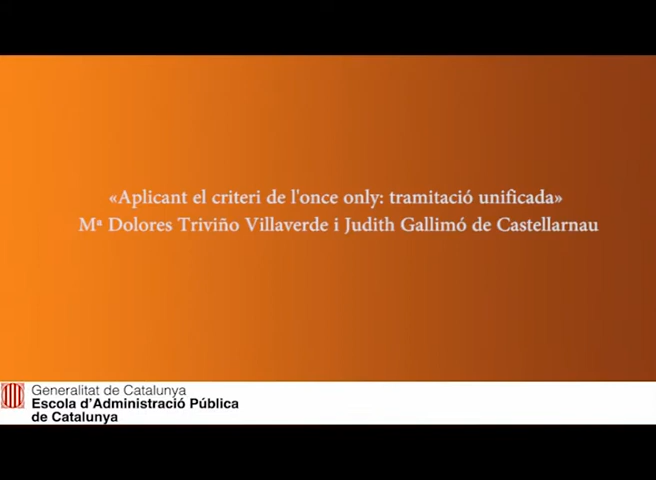 «Aplicant el criteri de l'once only: tramitació unificada»
Mª Dolores Triviño Villaverde i Judith Gallimó de Castellarnau
Generalitat de Catalunya
Escola d'Administració Pública
de Catalunya